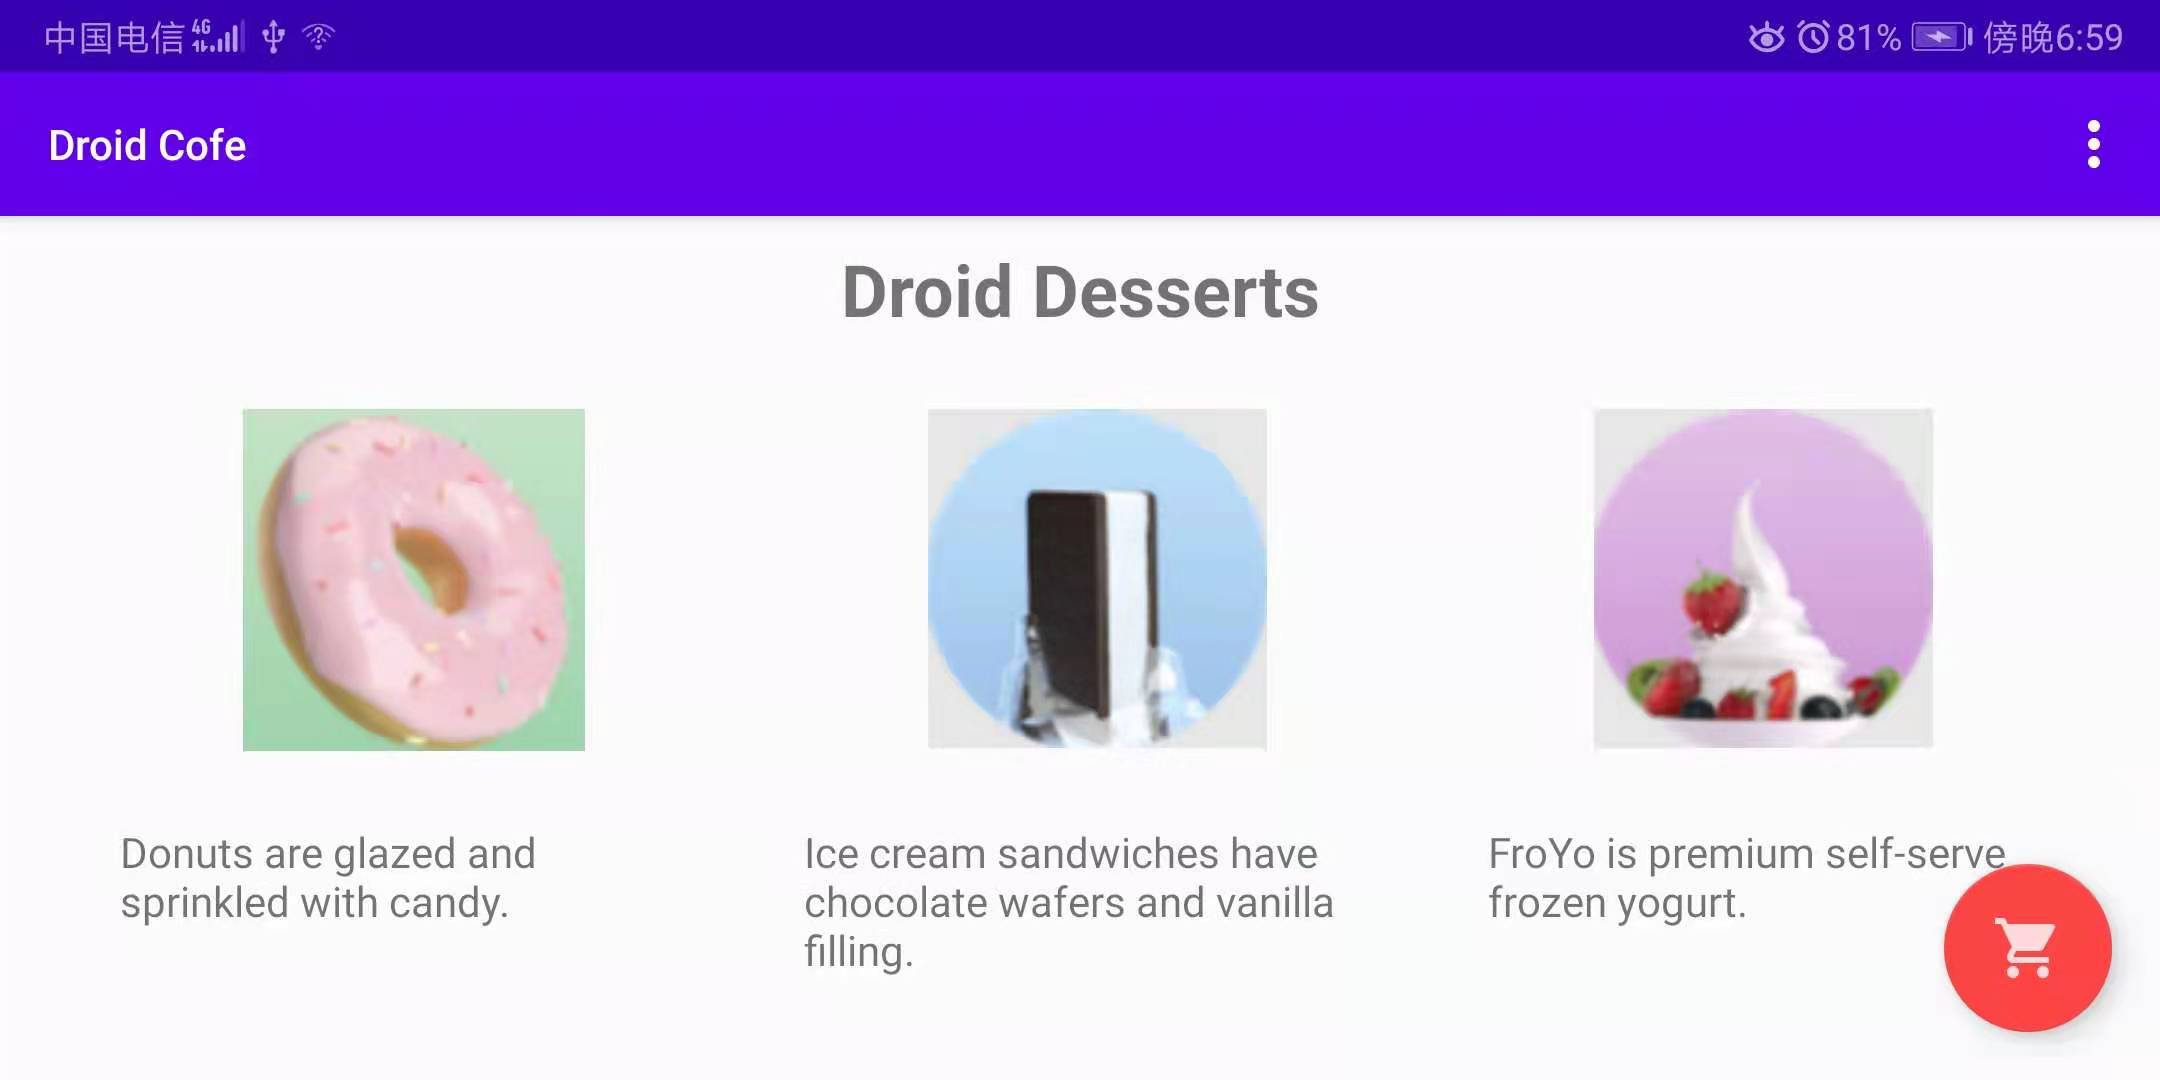 中国电信 4G
81% 傍晚6:59
Droid Cofe
Droid Desserts
Donuts are glazed and
sprinkled with candy.
Ice cream sandwiches have
chocolate wafers and vanilla
filling.
FroYo is premium self-serve
frozen yogurt.